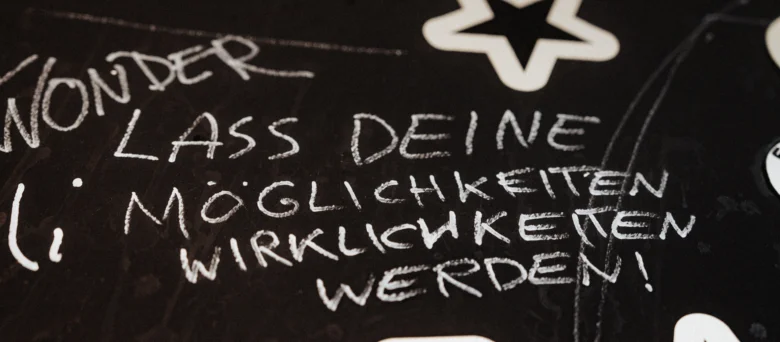 WONDER
LASS DEINE
MÖGLICHKEITEN
WIRKLICHKEITEN
WERDEN!